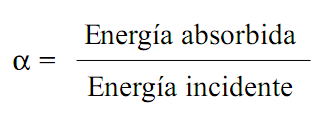 Energía absorbida
α =
Energía incidente